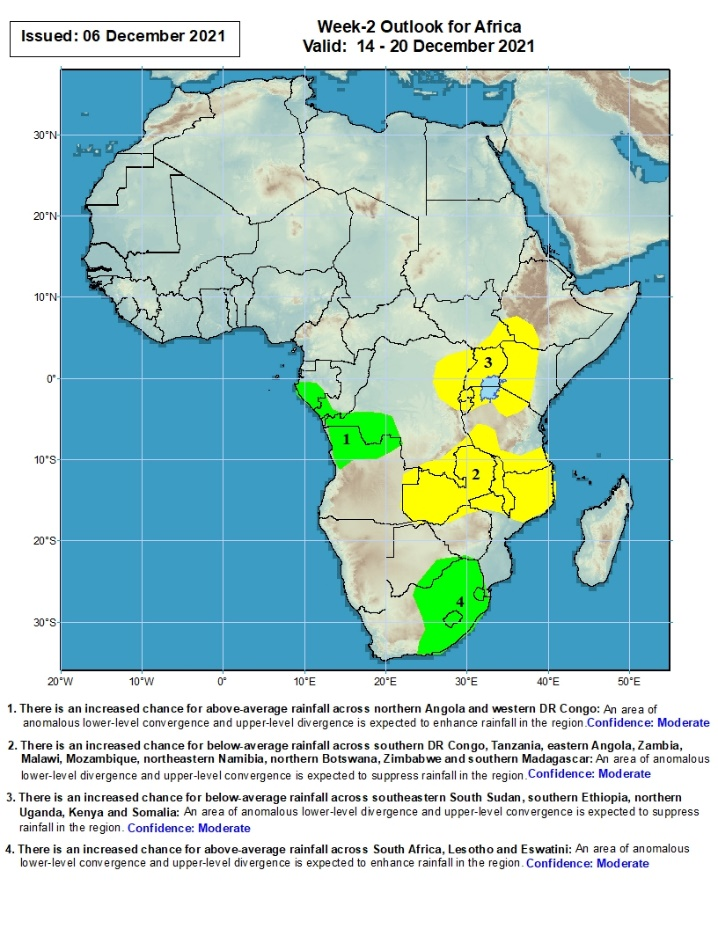 Issued: 06 December 2021
Week-2 Outlook for Africa
Valid: 14 - 20 December 2021
30°N
20°N
10°N
0°
10°S
20°S
30°S
3
1
2
4
20°W 10°W 0° 10°E 20°E 30°E 40°E 50°E
1. There is an increased chance for above-average rainfall across northern Angola and western DR Congo: An area of
anomalous lower-level convergence and upper-level divergence is expected to enhance rainfall in the region.Confidence: Moderate
2. There is an increased chance for below-average rainfall across southern DR Congo, Tanzania, eastern Angola, Zambia,
Malawi, Mozambique, northeastern Namibia, northern Botswana, Zimbabwe and southern Madagascar: An area of anomalous
lower-level divergence and upper-level convergence is expected to suppress rainfall in the region. Confidence: Moderate
3. There is an increased chance for below-average rainfall across southeastern South Sudan, southern Ethiopia, northern
Uganda, Kenya and Somalia: An area of anomalous lower-level divergence and upper-level convergence is expected to suppress
rainfall in the region. Confidence: Moderate
4. There is an increased chance for above-average rainfall across South Africa, Lesotho and Eswatini: An area of anomalous
lower-level convergence and upper-level divergence is expected to enhance rainfall in the region. Confidence: Moderate